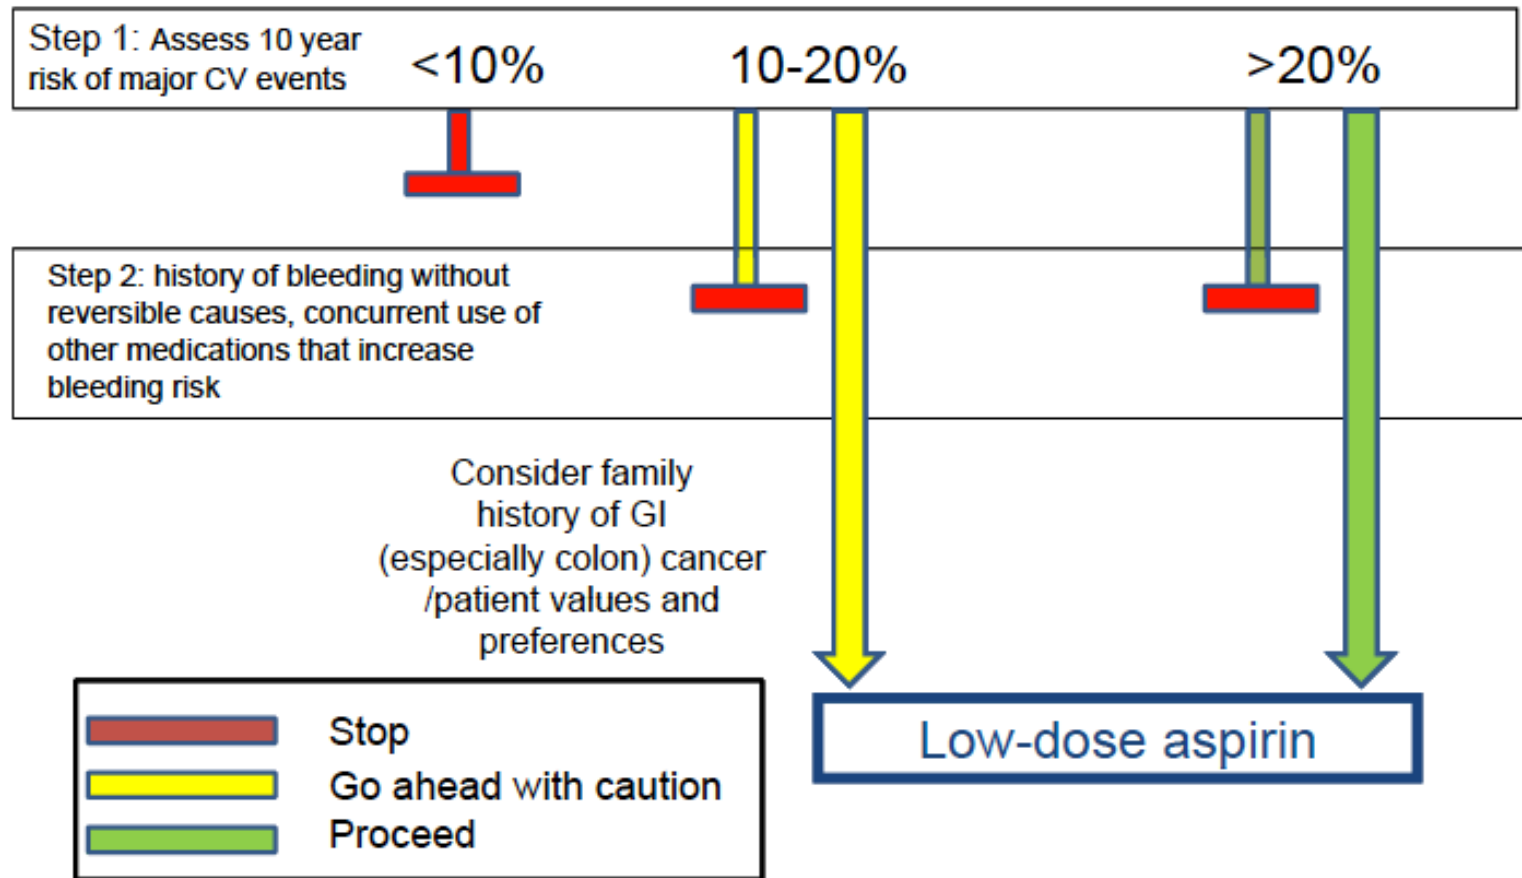 Step 1: Assess 10 year
risk of major CV events
<10%
10-20%
>20%
Step 2: history of bleeding without
reversible causes, concurrent use of
other medications that increase
bleeding risk
Consider family
history of GI
(especially colon) cancer
/patient values and
preferences
Stop
Go ahead with caution
Proceed
Low-dose aspirin